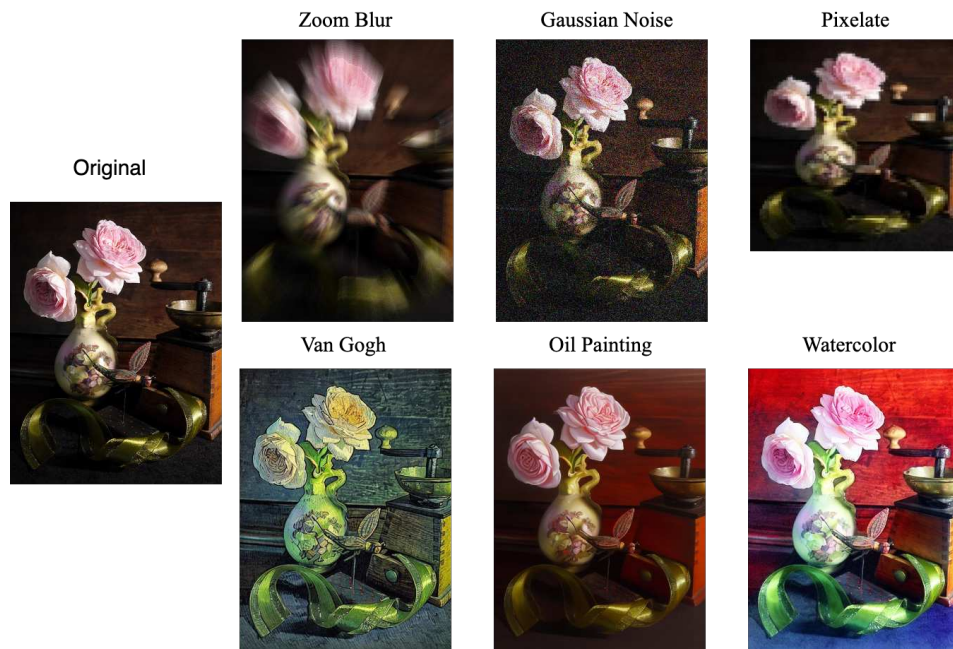 Zoom Blur
Gaussian Noise
Pixelate
Original
Van Gogh
Oil Painting
Watercolor